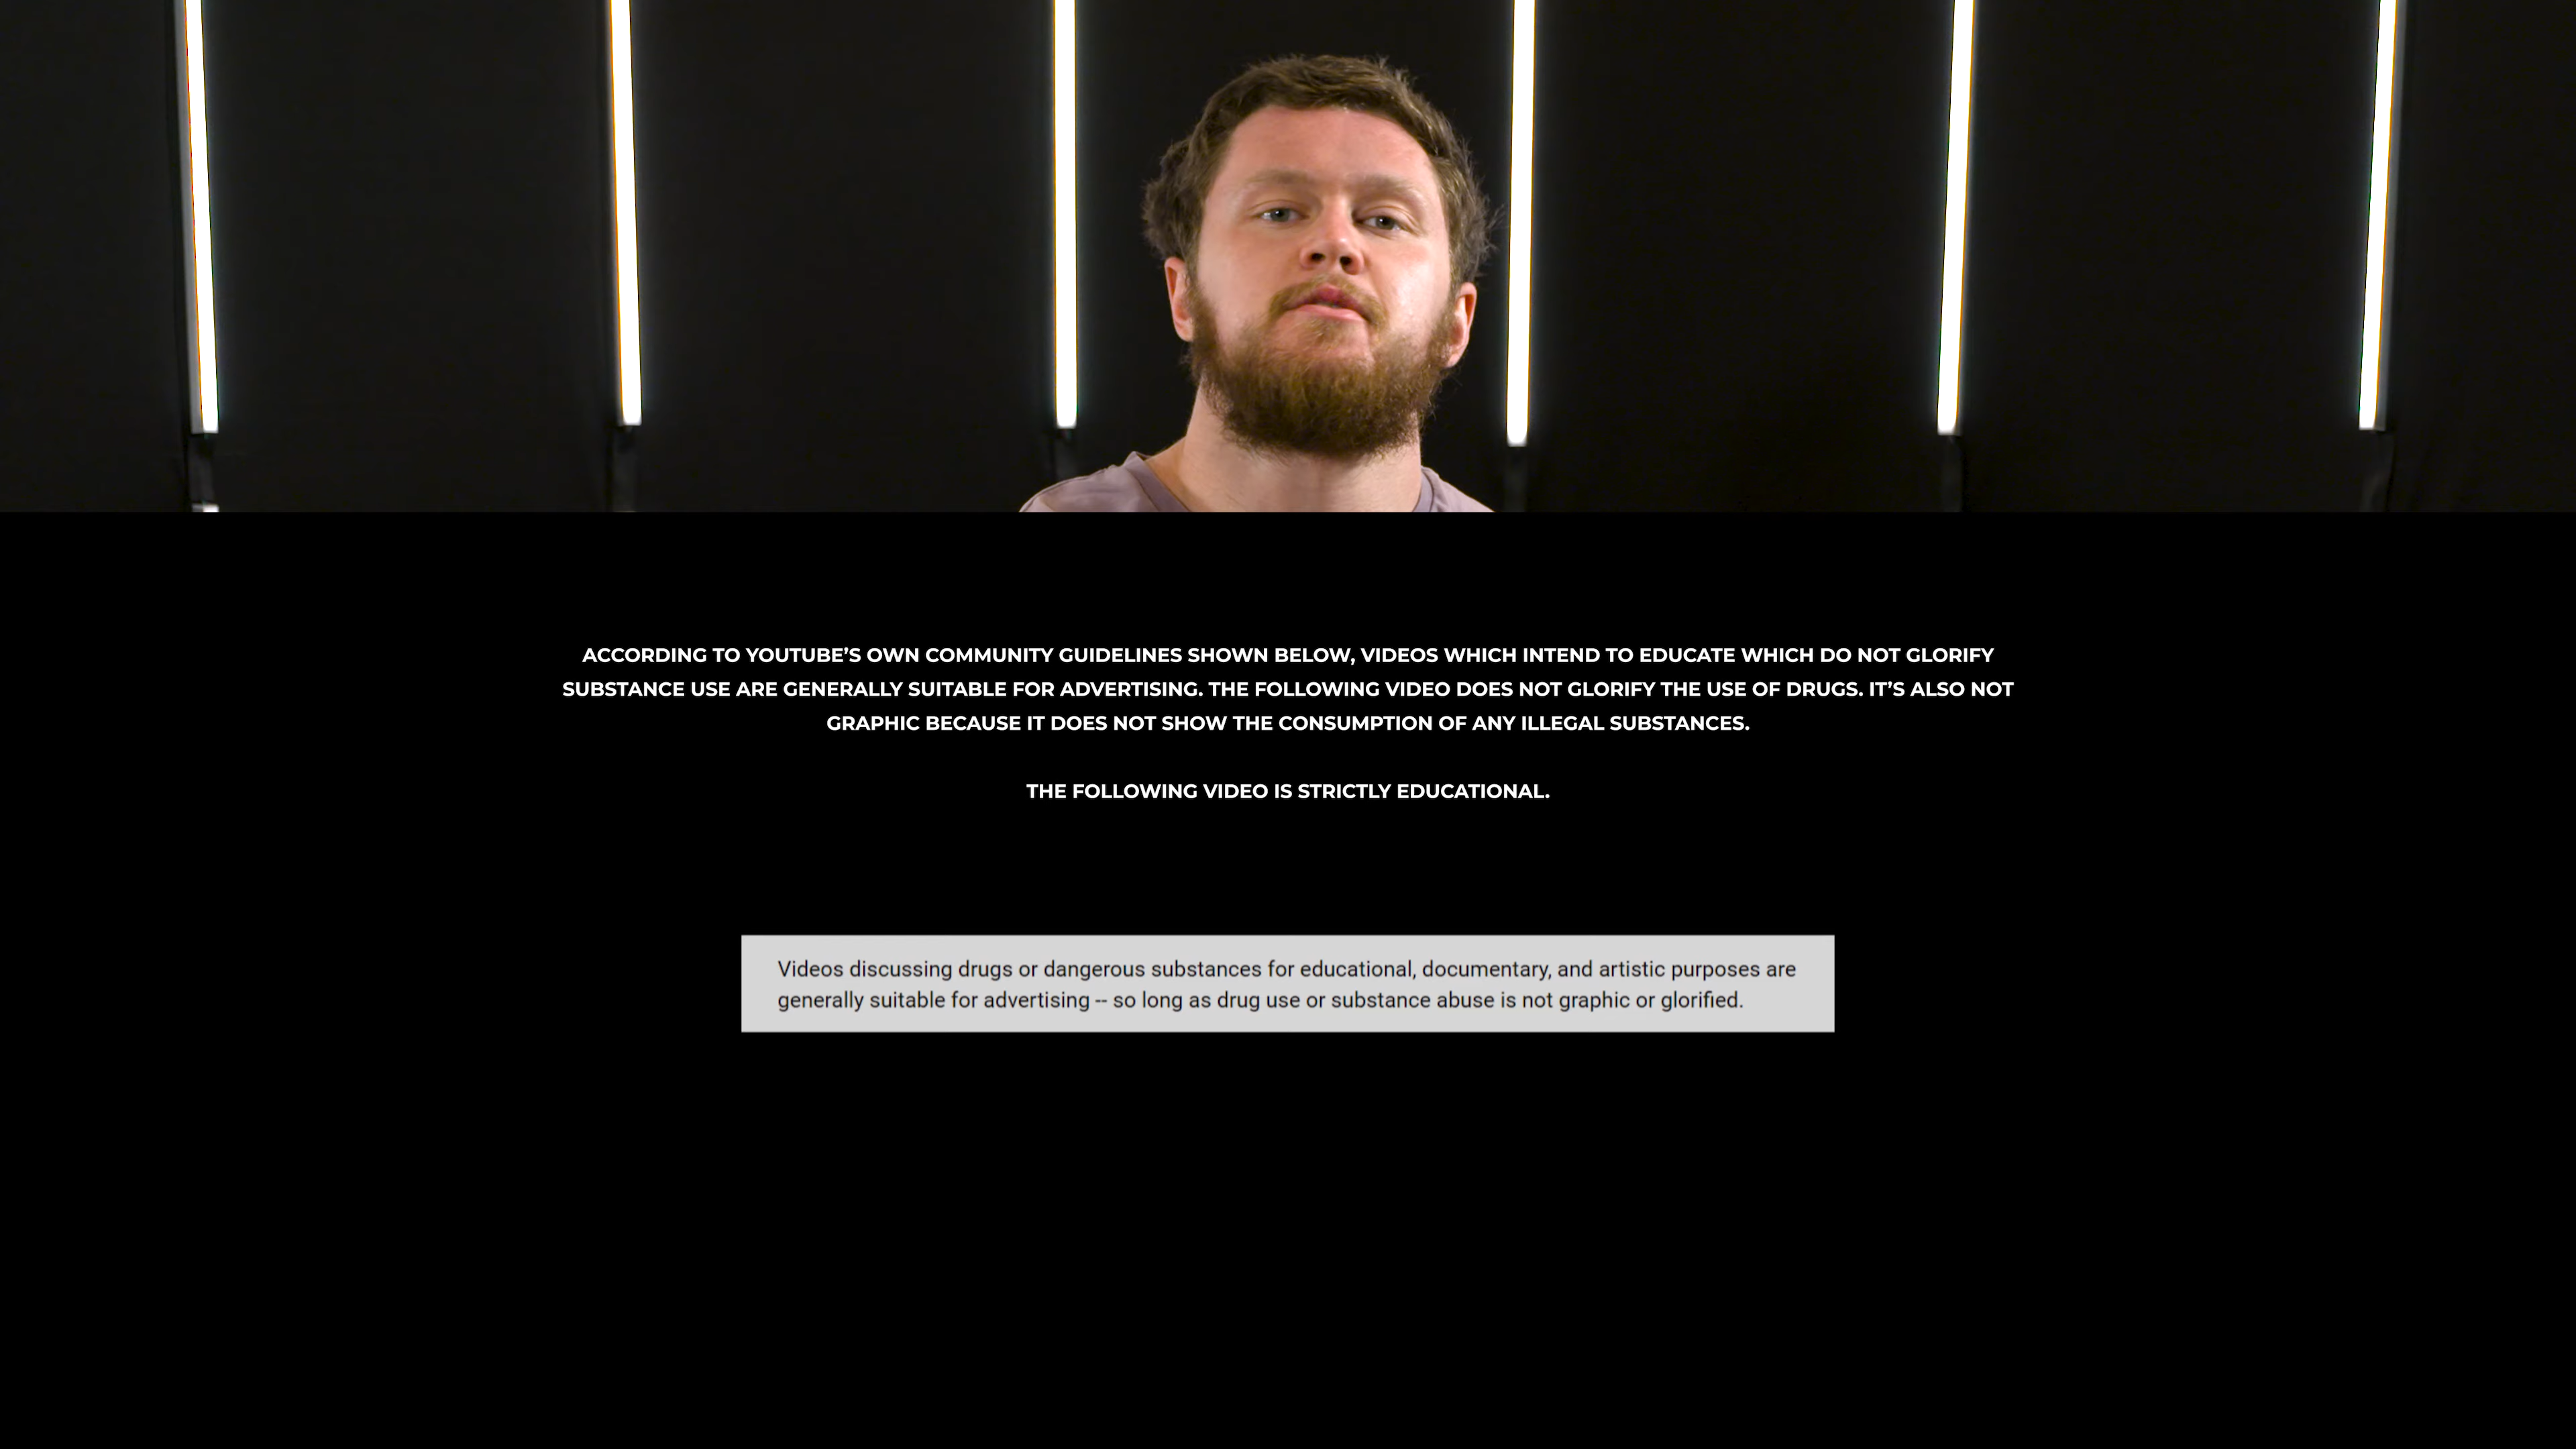 ACCORDING TO YOUTUBE’S OWN COMMUNITY GUIDELINES SHOWN BELOW, VIDEOS WHICH INTEND TO EDUCATE WHICH DO NOT GLORIFY
SUBSTANCE USE ARE GENERALLY SUITABLE FOR ADVERTISING. THE FOLLOWING VIDEO DOES NOT GLORIFY THE USE OF DRUGS. IT’S ALSO NOT
GRAPHIC BECAUSE IT DOES NOT SHOW THE CONSUMPTION OF ANY ILLEGAL SUBSTANCES.
THE FOLLOWING VIDEO IS STRICTLY EDUCATIONAL.
Videos discussing drugs or dangerous substances for educational, documentary, and artistic purposes are
generally suitable for advertising -- so long as drug use or substance abuse is not graphic or glorified.